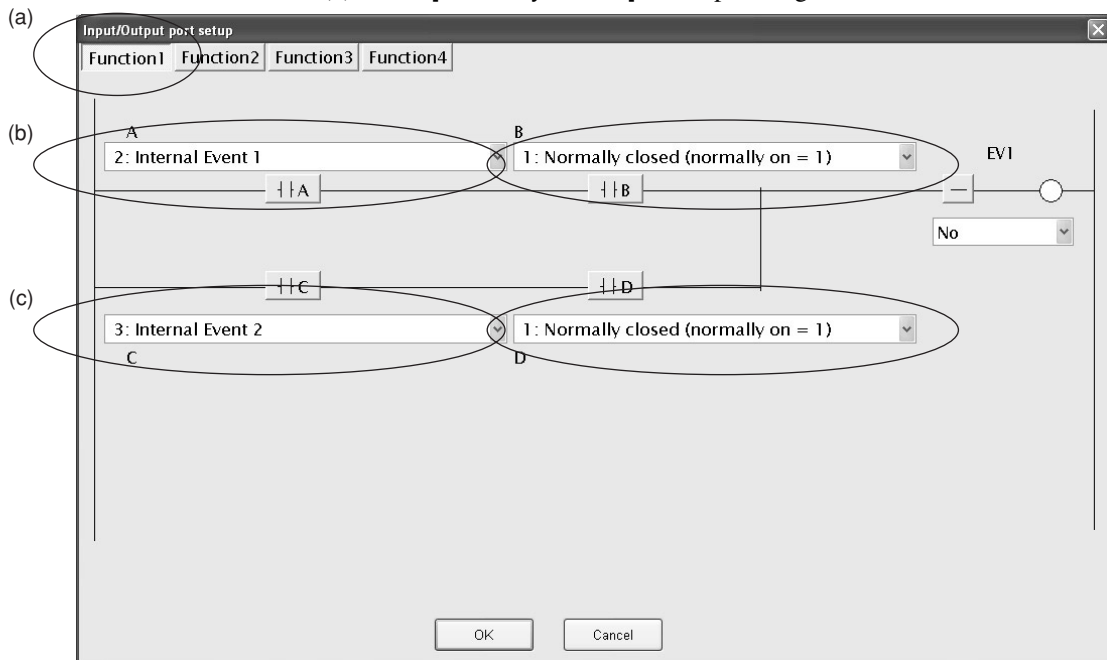 (a)
Input/Output port setup
Function1 Function2 Function3 Function4
(b)
A B
2: Internal Event 1 1: Normally closed (normally on = 1) EV1
A B
No
(c)
C D
3: Internal Event 2 1: Normally closed (normally on = 1)
C D
OK Cancel